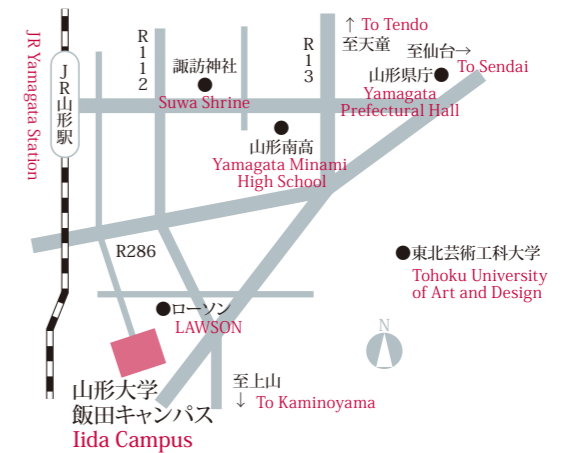 ↑ To Tendo
至天童
至仙台→
To Sendai
R112
R13
諏訪神社
Suwa Shrine
山形県庁
Yamagata
Prefectural Hall
JR山形駅
JR Yamagata Station
山形南高
Yamagata Minami
High School
R286
東北芸術工科大学
Tohoku University
of Art and Design
ローソン
LAWSON
N
山形大学
飯田キャンパス
Iida Campus
至上山
↓ To Kaminoyama